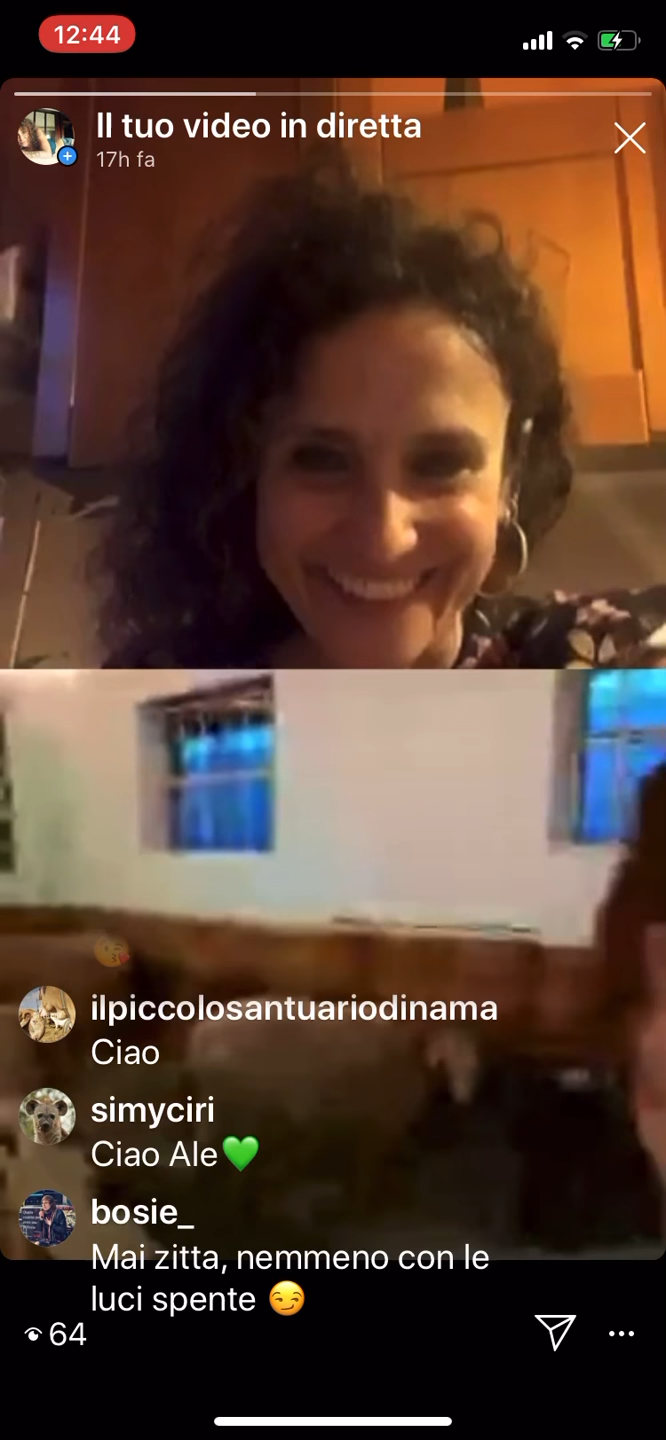 12:44
Il tuo video in diretta
17h fa
😘
ilpiccolosantuariodinama
Ciao
simyciri
Ciao Ale💚
bosie_
Mai zitta, nemmeno con le
luci spente 😏
64